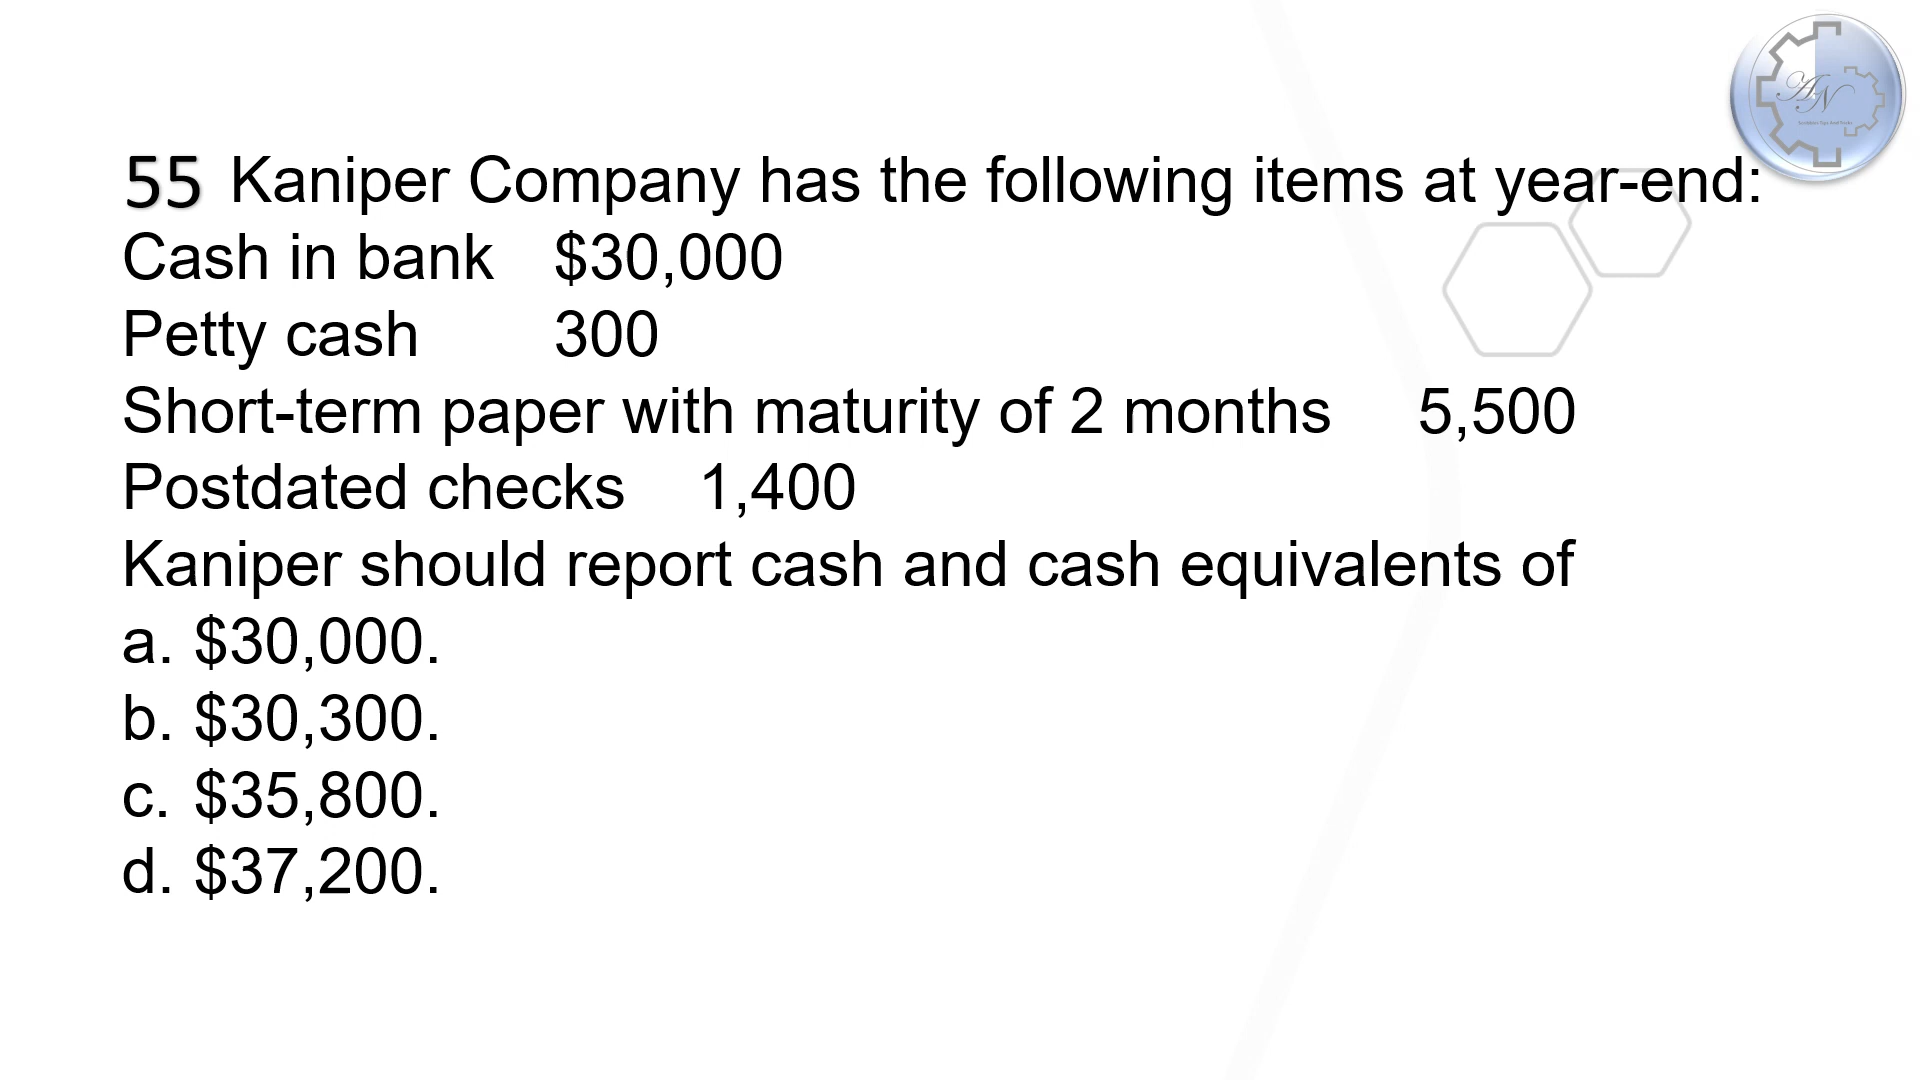 55 Kaniper Company has the following items at year-end:
Cash in bank $30,000
Petty cash 300
Short-term paper with maturity of 2 months 5,500
Postdated checks 1,400
Kaniper should report cash and cash equivalents of
a. $30,000.
b. $30,300.
c. $35,800.
d. $37,200.
AN